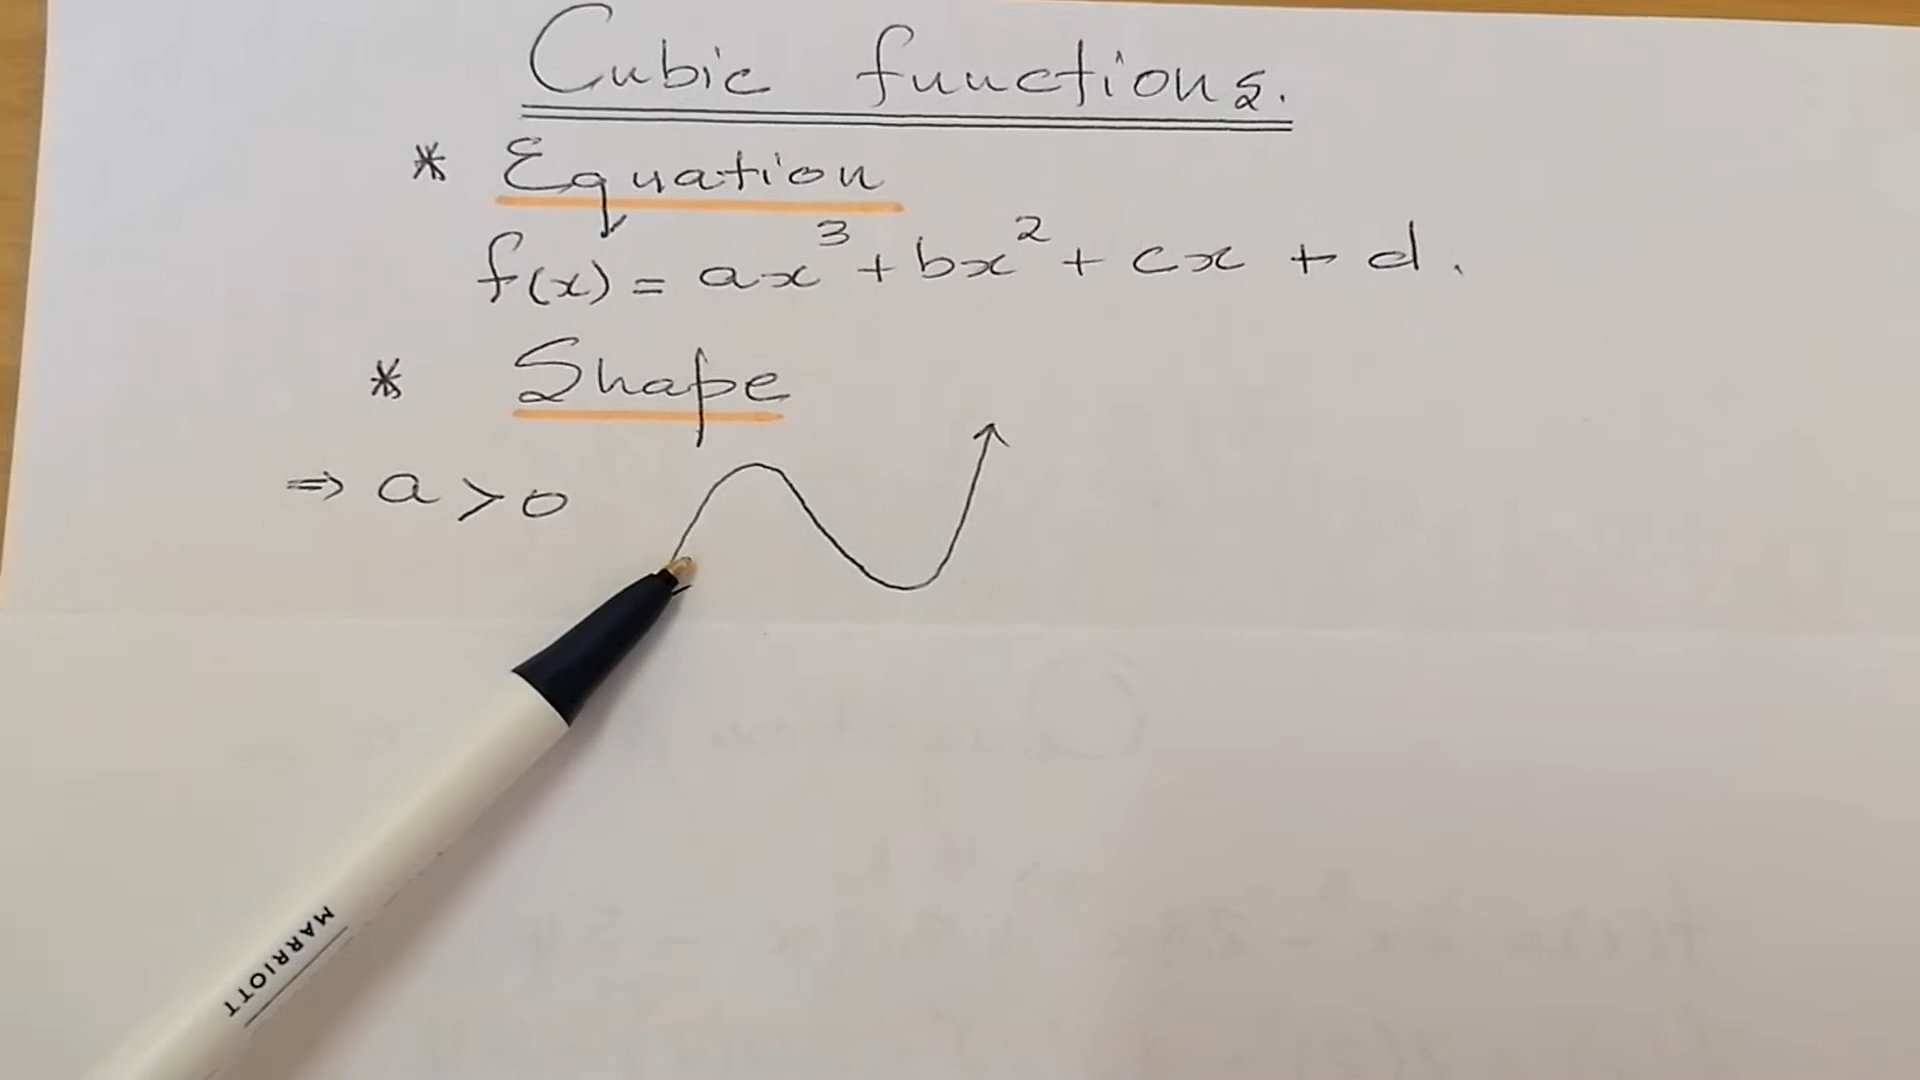 Cubic functions.
* Equation
f(x) = ax³ + bx² + cx + d.
* Shape
⇒ a > 0
MARRIOTT